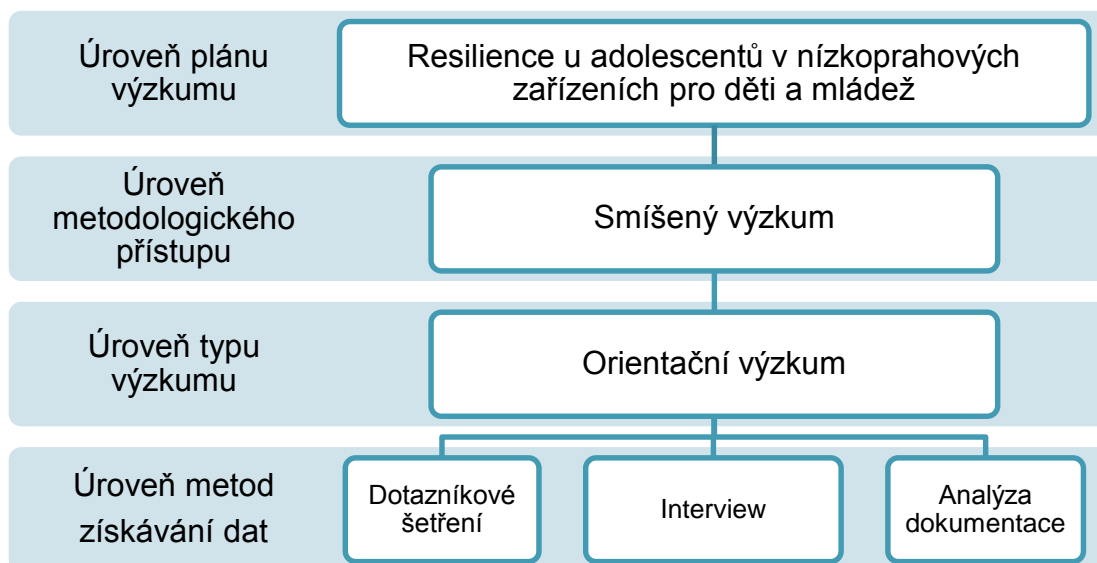 Úroveň plánu
výzkumu
Resilience u adolescentů v nízkoprahových
zařízeních pro děti a mládež
Úroveň
metodologického
přístupu
Smíšený výzkum
Úroveň typu
výzkumu
Orientační výzkum
Úroveň metod
získávání dat
Dotazníkové
šetření
Interview
Analýza
dokumentace